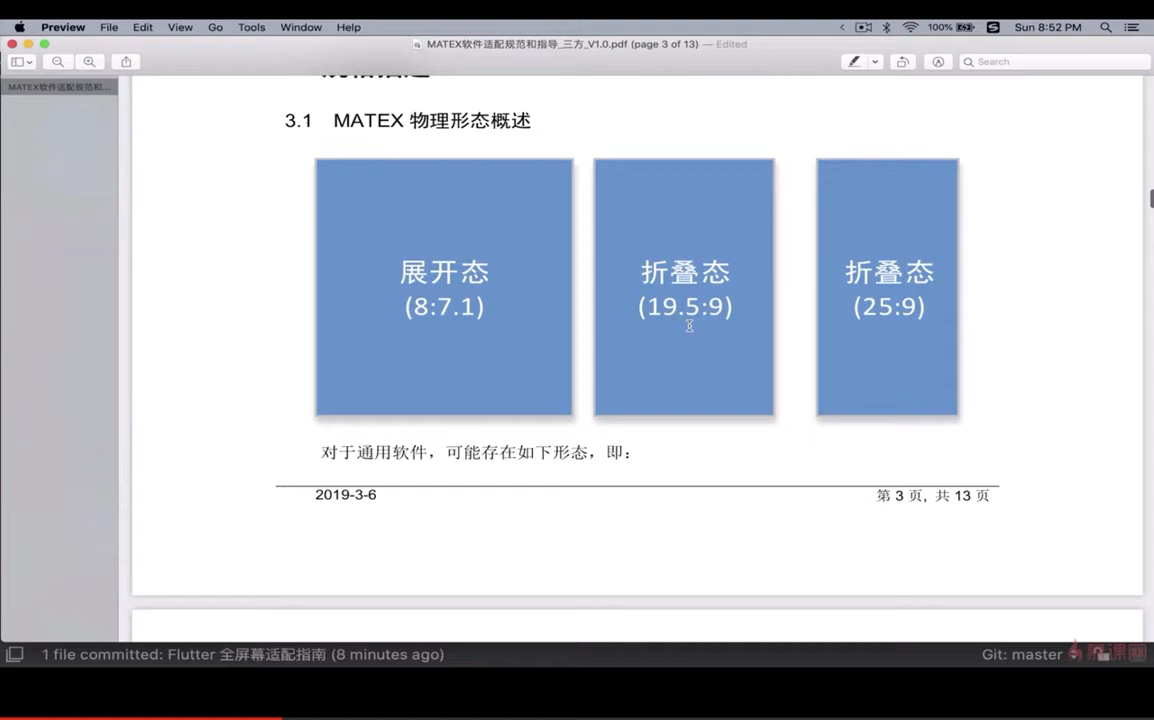 Preview File Edit View Go Tools Window Help 100% Sun 8:52 PM
MATEX软件适配规范和指导_三方_V1.0.pdf (page 3 of 13) — Edited
Search
MATEX软件适配规范和...
3.1 MATEX 物理形态概述
展开态
(8:7.1)
折叠态
(19.5:9)
折叠态
(25:9)
对于通用软件，可能存在如下形态，即：
2019-3-6
第 3 页, 共 13 页
1 file committed: Flutter 全屏幕适配指南 (8 minutes ago)
Git: master